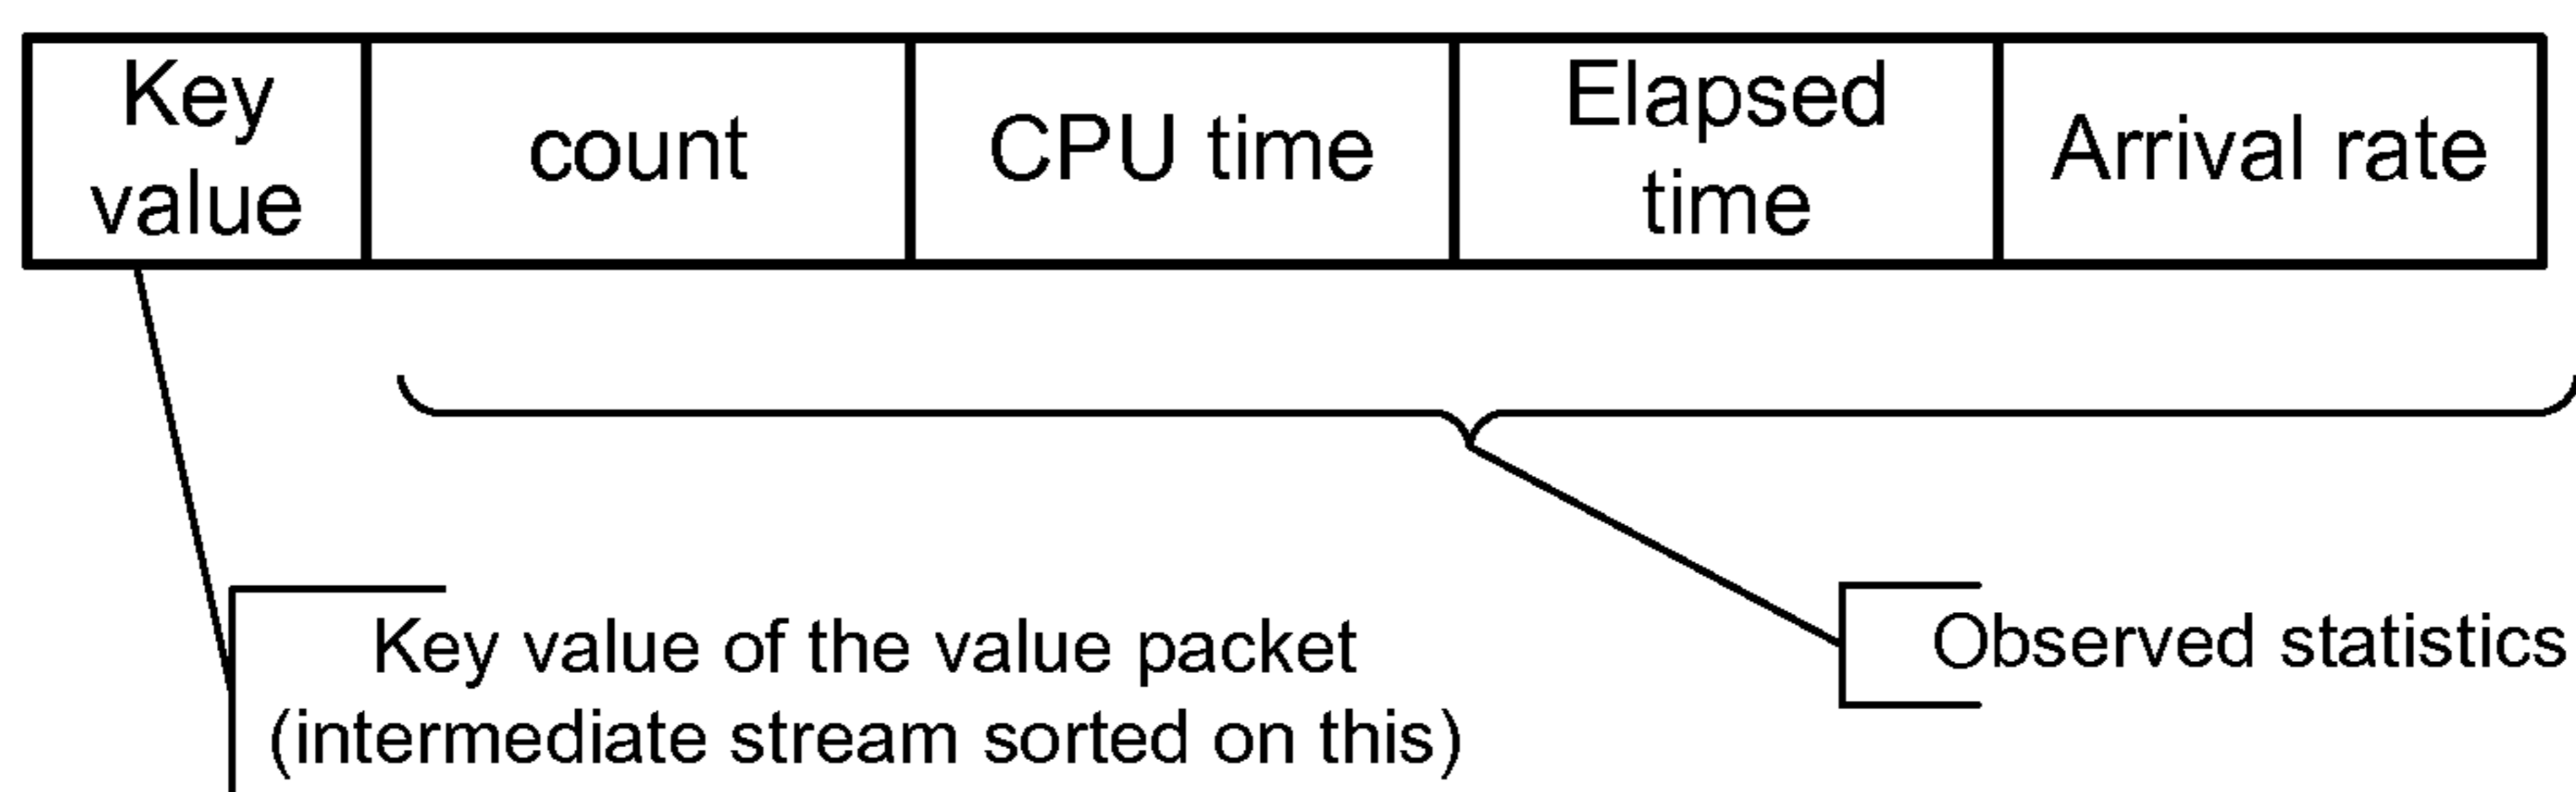 Key
value
count
CPU time
Elapsed
time
Arrival rate
Key value of the value packet
(intermediate stream sorted on this)
Observed statistics